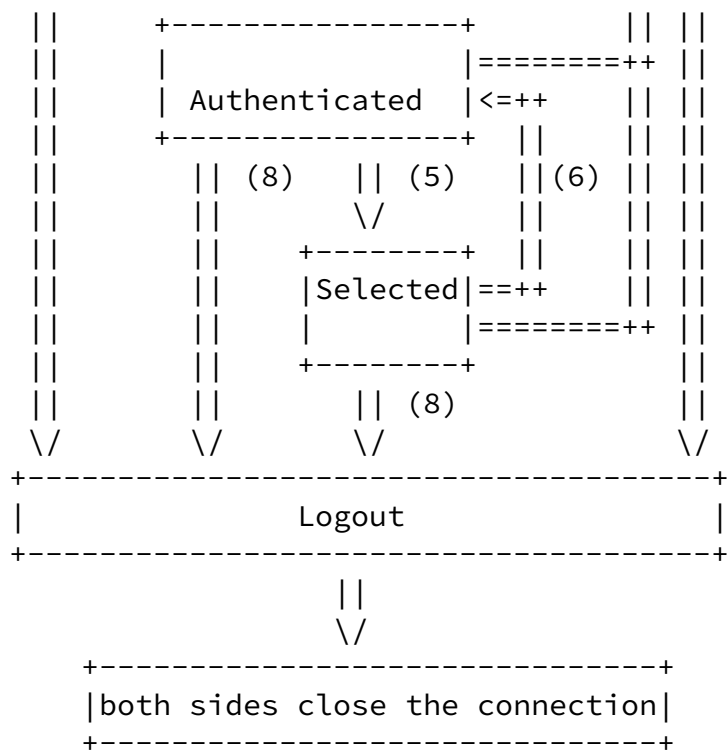 ||      +----------------+        || ||
||      |                |========++ ||
||      | Authenticated  |<=++    || ||
||      +----------------+  ||    || ||
||        || (8)   || (5)   ||(6) || ||
||        ||       \/       ||    || ||
||        ||    +--------+  ||    || ||
||        ||    |Selected|==++    || ||
||        ||    |        |========++ ||
||        ||    +--------+           ||
||        ||       || (8)            ||
\/        \/       \/                \/
+--------------------------------------+
|               Logout                 |
+--------------------------------------+
                  ||
                  \/
    +-------------------------------+
    |both sides close the connection|
    +-------------------------------+